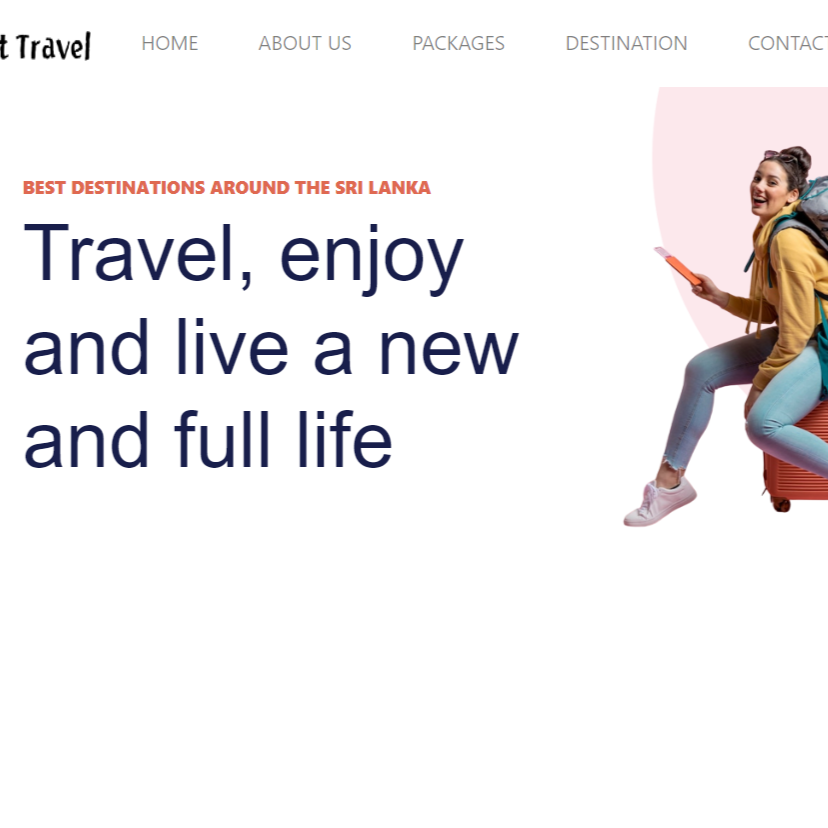 t Travel HOME ABOUT US PACKAGES DESTINATION CONTACT
BEST DESTINATIONS AROUND THE SRI LANKA
Travel, enjoy
and live a new
and full life